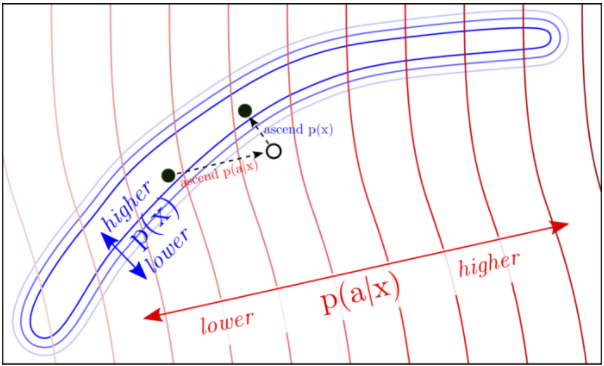 ascend p(x)
ascend p(a|x)
higher
p(x)
lower
higher
p(a|x)
lower